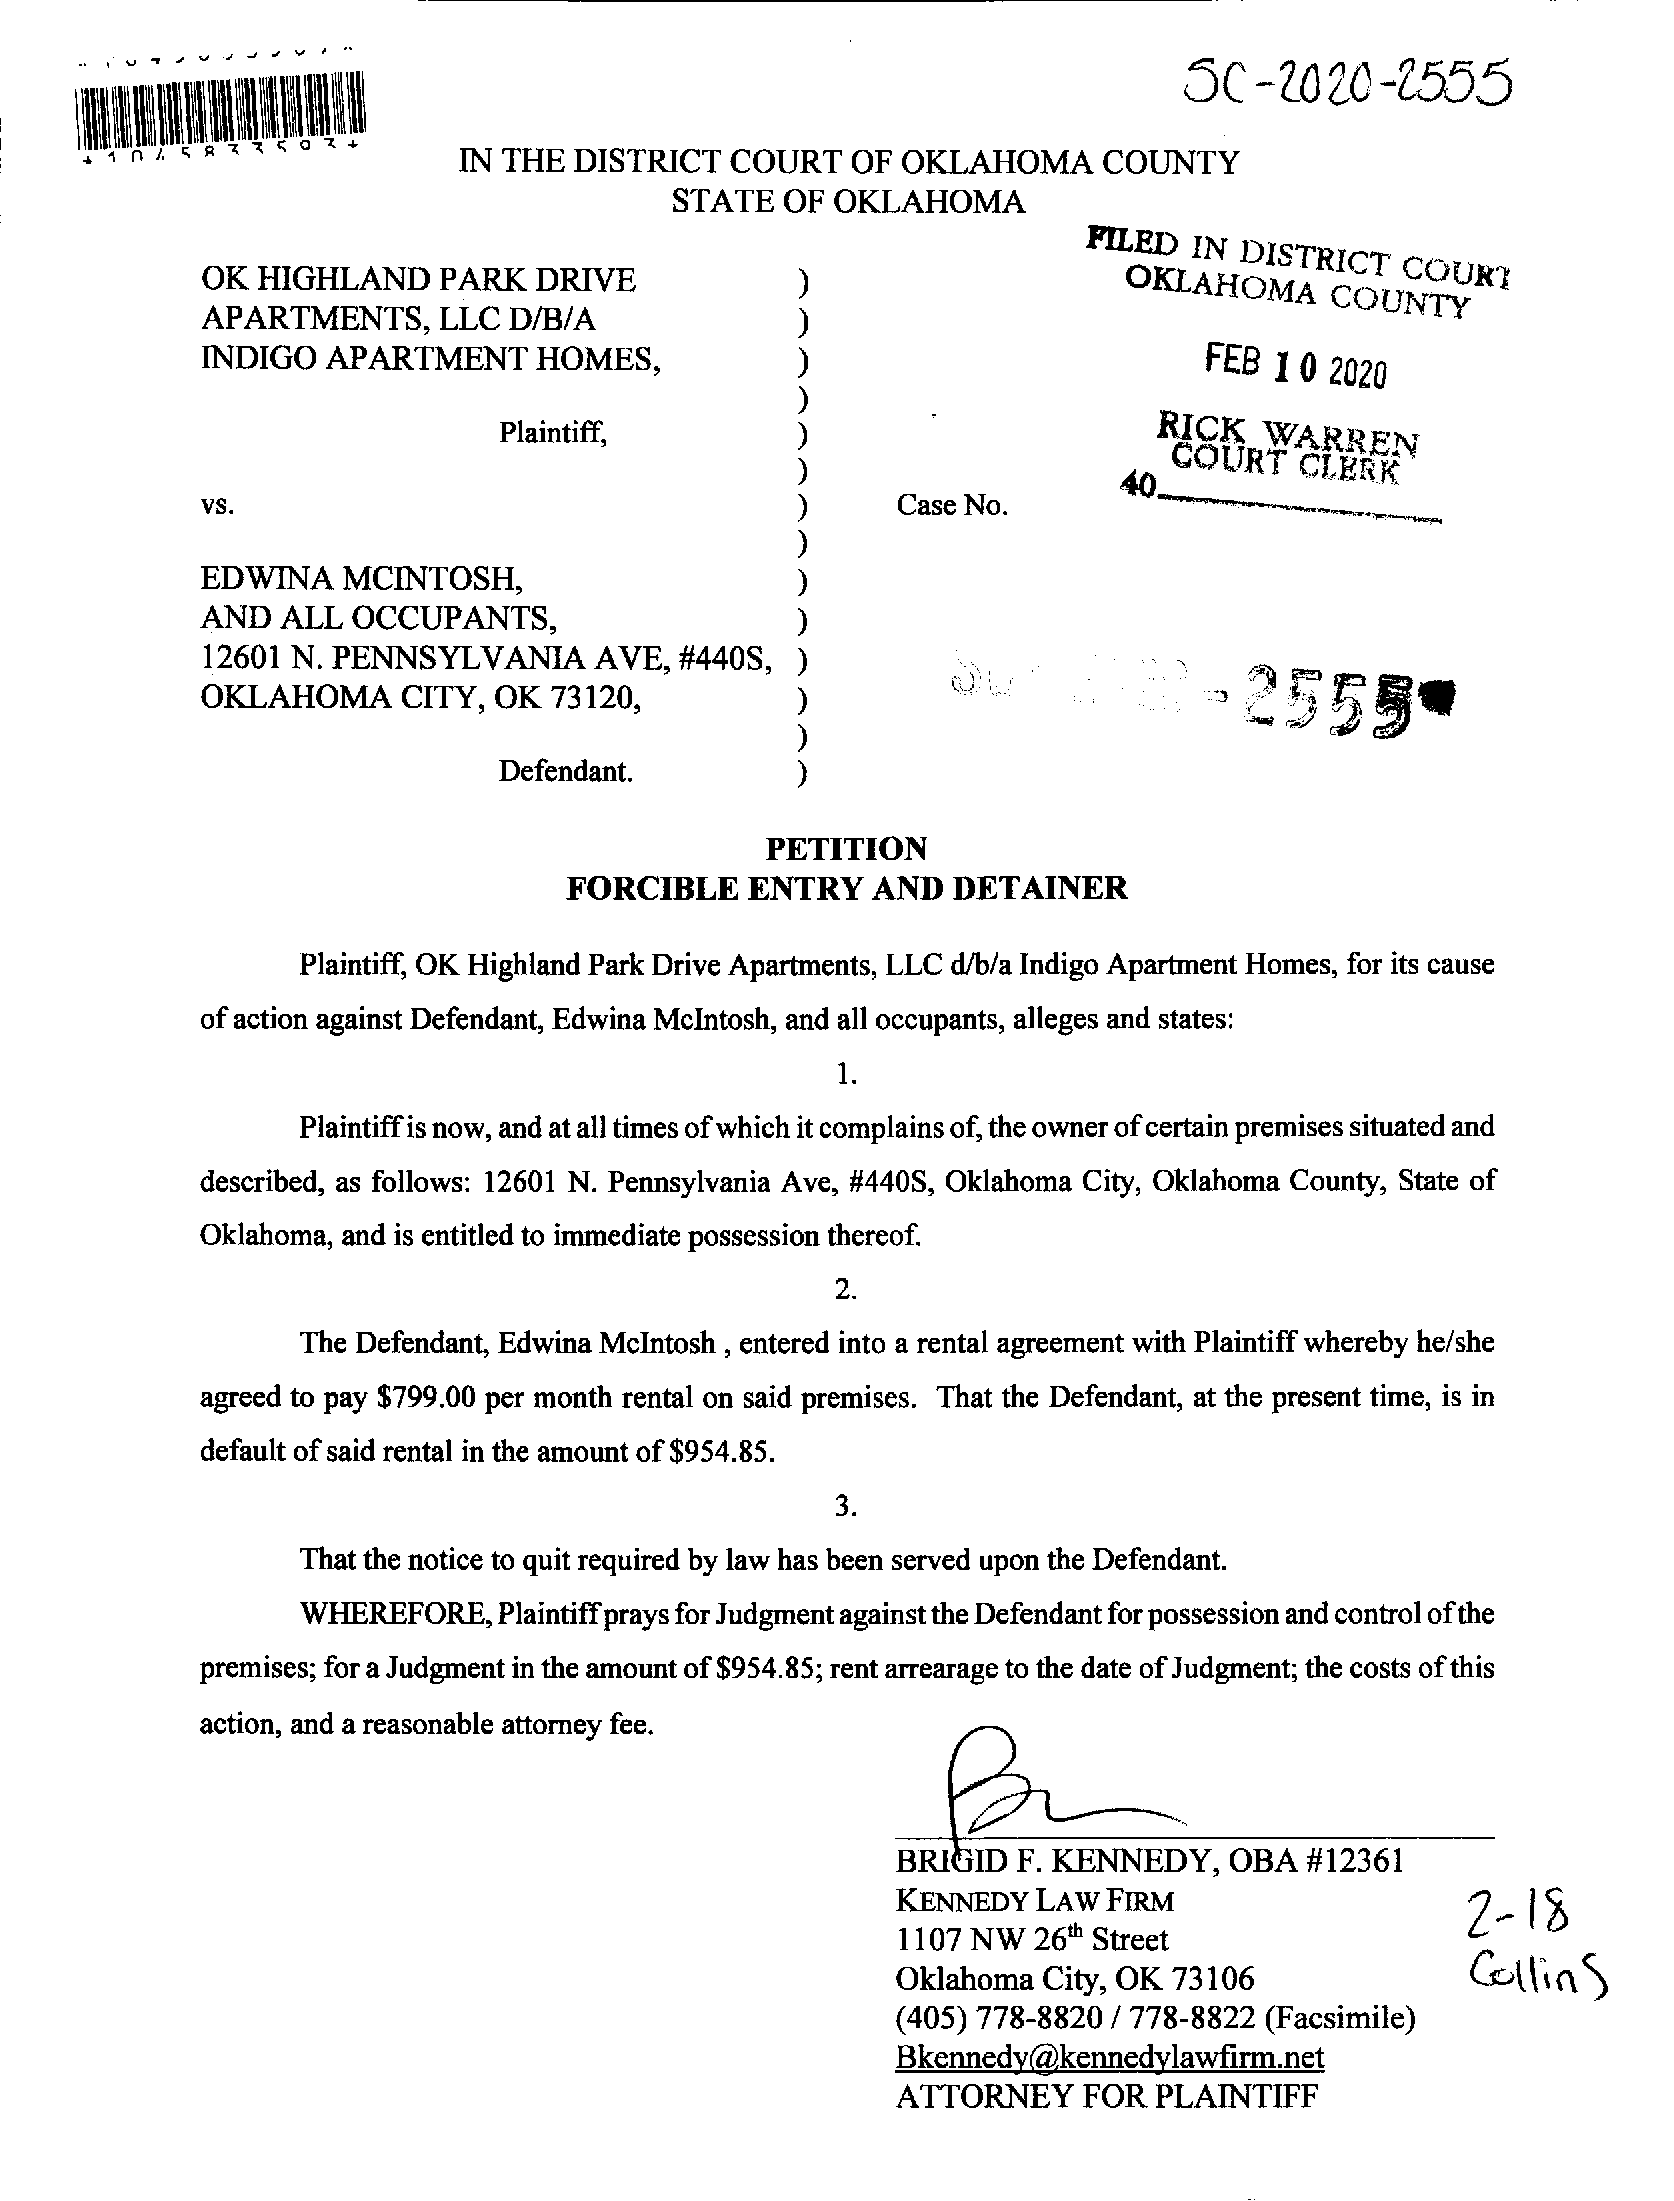 SC-2020-2555
IN THE DISTRICT COURT OF OKLAHOMA COUNTY
STATE OF OKLAHOMA
FILED IN DISTRICT COURT
OKLAHOMA COUNTY
FEB 10 2020
RICK WARREN
COURT CLERK
40
OK HIGHLAND PARK DRIVE )
APARTMENTS, LLC D/B/A )
INDIGO APARTMENT HOMES, )
)
Plaintiff, )
)
vs. ) Case No.
)
EDWINA MCINTOSH, )
AND ALL OCCUPANTS, )
12601 N. PENNSYLVANIA AVE, #440S, )
OKLAHOMA CITY, OK 73120, )
)
Defendant. )
-2555
PETITION
FORCIBLE ENTRY AND DETAINER
Plaintiff, OK Highland Park Drive Apartments, LLC d/b/a Indigo Apartment Homes, for its cause
of action against Defendant, Edwina McIntosh, and all occupants, alleges and states:
1.
Plaintiff is now, and at all times of which it complains of, the owner of certain premises situated and
described, as follows: 12601 N. Pennsylvania Ave, #440S, Oklahoma City, Oklahoma County, State of
Oklahoma, and is entitled to immediate possession thereof.
2.
The Defendant, Edwina McIntosh , entered into a rental agreement with Plaintiff whereby he/she
agreed to pay $799.00 per month rental on said premises. That the Defendant, at the present time, is in
default of said rental in the amount of $954.85.
3.
That the notice to quit required by law has been served upon the Defendant.
WHEREFORE, Plaintiff prays for Judgment against the Defendant for possession and control of the
premises; for a Judgment in the amount of $954.85; rent arrearage to the date of Judgment; the costs of this
action, and a reasonable attorney fee.
BRIGID F. KENNEDY, OBA #12361
KENNEDY LAW FIRM
1107 NW 26th Street
Oklahoma City, OK 73106
(405) 778-8820 / 778-8822 (Facsimile)
Bkennedy@kennedylawfirm.net
ATTORNEY FOR PLAINTIFF
2-18
Collins